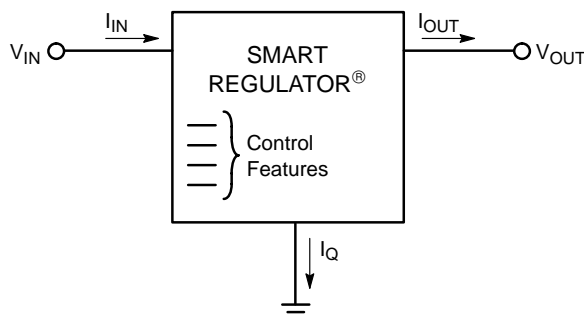 I_IN
I_OUT
V_IN
SMART
REGULATOR®
V_OUT
Control
Features
I_Q